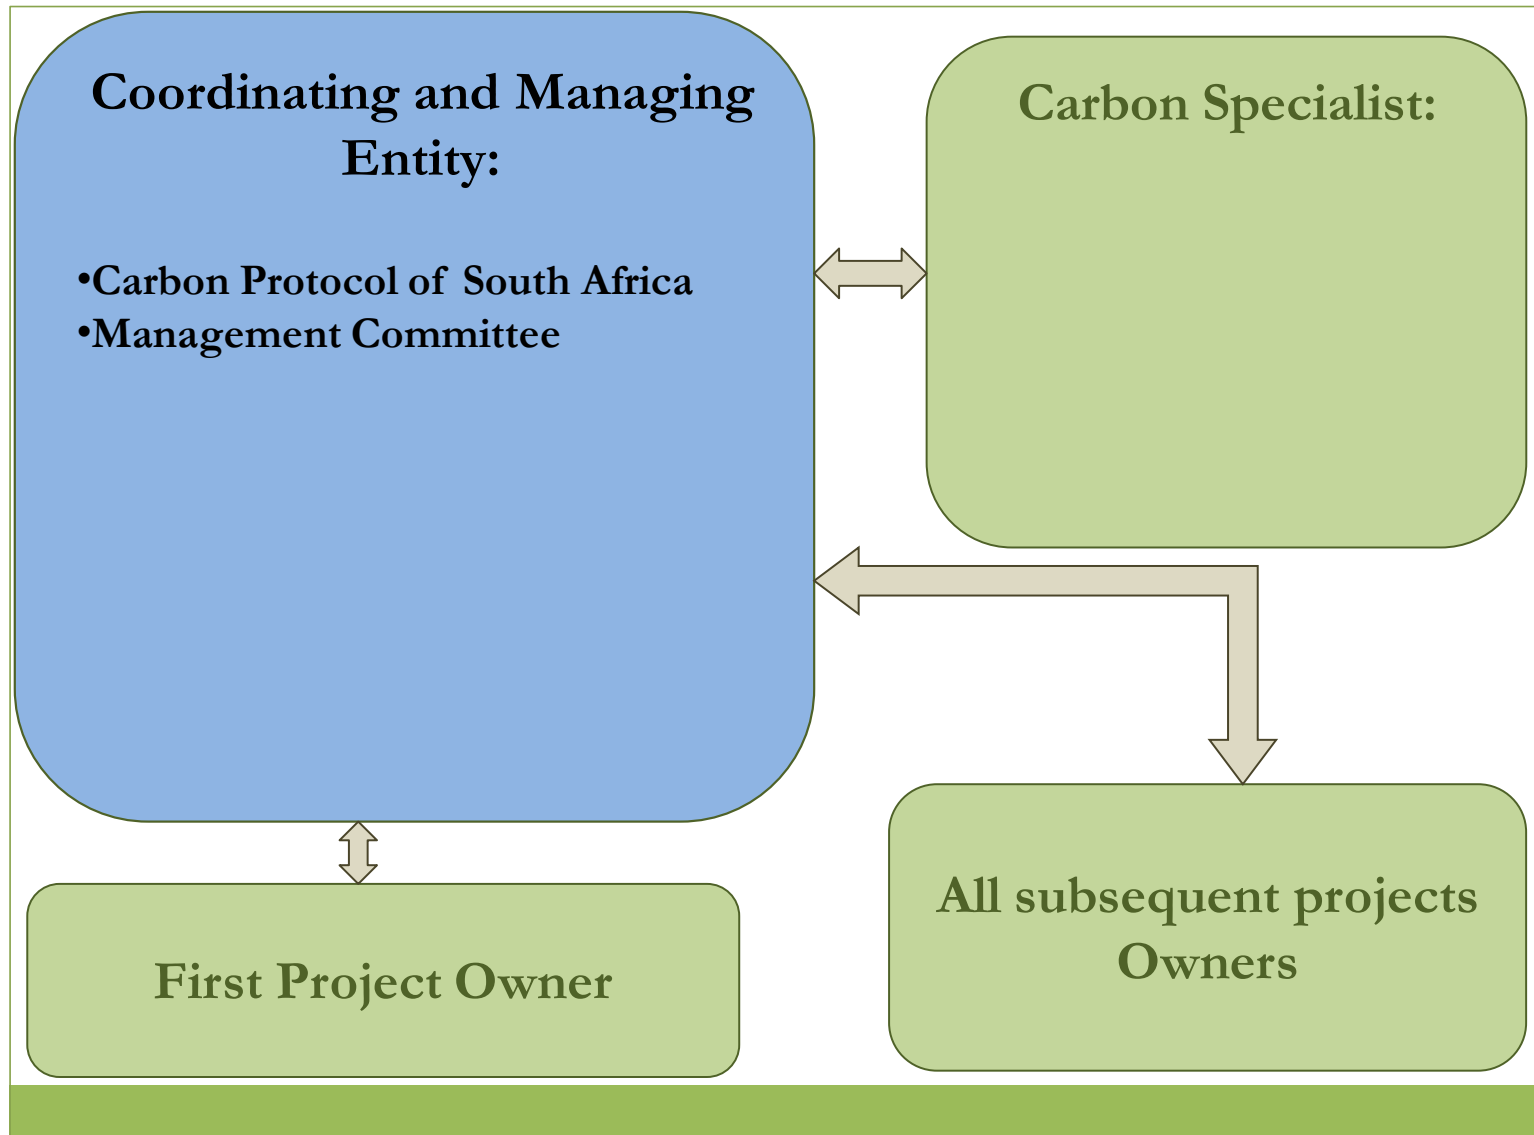 Coordinating and Managing
Entity:
•Carbon Protocol of South Africa
•Management Committee
Carbon Specialist:
First Project Owner
All subsequent projects
Owners